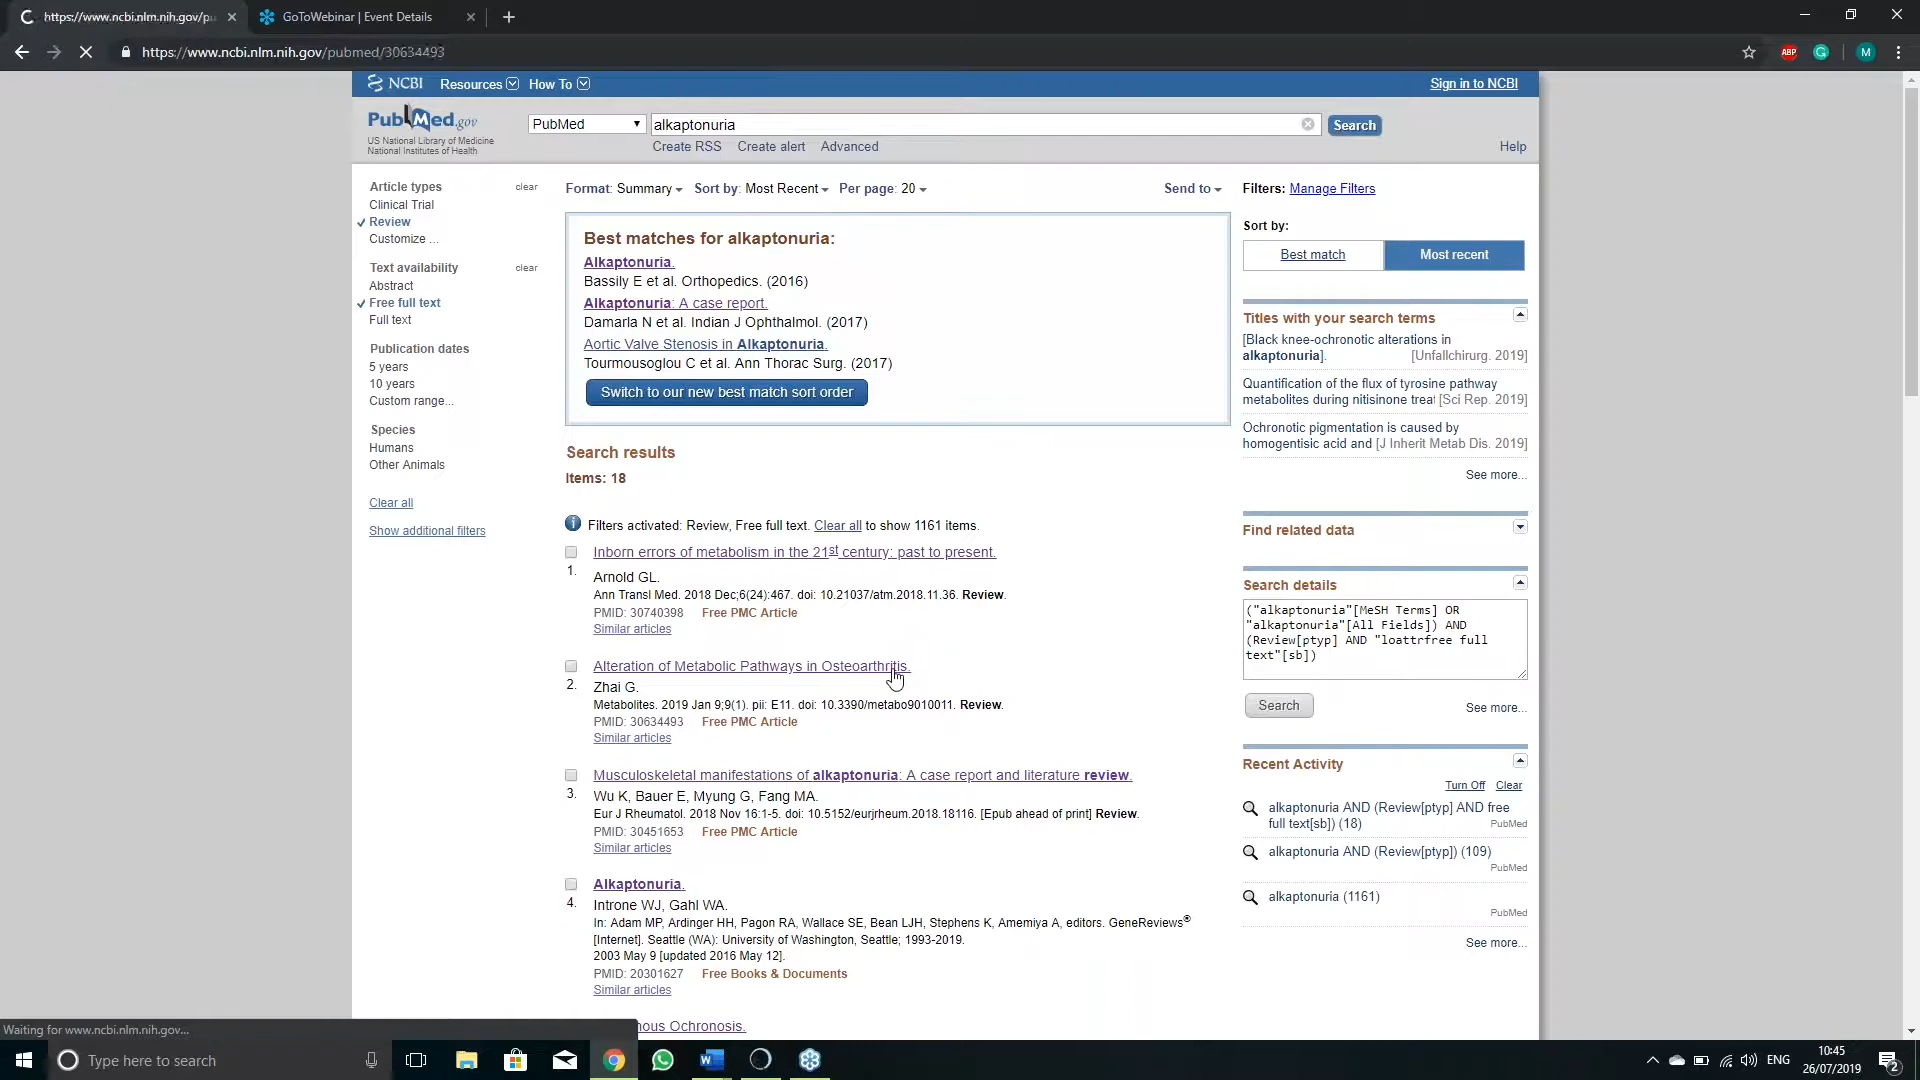 https://www.ncbi.nlm.nih.gov/pu
GoToWebinar | Event Details
https://www.ncbi.nlm.nih.gov/pubmed/30634493
ABP
M
NCBI Resources How To Sign in to NCBI
PubMed.gov
US National Library of Medicine
National Institutes of Health
PubMed
alkaptonuria
Search
Create RSS Create alert Advanced
Help
Article types clear
Clinical Trial
Review
Customize ...
Text availability clear
Abstract
Free full text
Full text
Publication dates
5 years
10 years
Custom range...
Species
Humans
Other Animals
Clear all
Show additional filters
Format: Summary Sort by: Most Recent Per page: 20 Send to
Best matches for alkaptonuria:
Alkaptonuria.
Bassily E et al. Orthopedics. (2016)
Alkaptonuria: A case report.
Damarla N et al. Indian J Ophthalmol. (2017)
Aortic Valve Stenosis in Alkaptonuria.
Tourmousoglou C et al. Ann Thorac Surg. (2017)
Switch to our new best match sort order
Search results
Items: 18
Filters activated: Review, Free full text. Clear all to show 1161 items.
Inborn errors of metabolism in the 21st century: past to present.
1.
Arnold GL.
Ann Transl Med. 2018 Dec;6(24):467. doi: 10.21037/atm.2018.11.36. Review.
PMID: 30740398 Free PMC Article
Similar articles
Alteration of Metabolic Pathways in Osteoarthritis.
2.
Zhai G.
Metabolites. 2019 Jan 9;9(1). pii: E11. doi: 10.3390/metabo9010011. Review.
PMID: 30634493 Free PMC Article
Similar articles
Musculoskeletal manifestations of alkaptonuria: A case report and literature review.
3.
Wu K, Bauer E, Myung G, Fang MA.
Eur J Rheumatol. 2018 Nov 16:1-5. doi: 10.5152/eurjrheum.2018.18116. [Epub ahead of print] Review.
PMID: 30451653 Free PMC Article
Similar articles
Alkaptonuria.
4.
Introne WJ, Gahl WA.
In: Adam MP, Ardinger HH, Pagon RA, Wallace SE, Bean LJH, Stephens K, Amemiya A, editors. GeneReviews®
[Internet]. Seattle (WA): University of Washington, Seattle; 1993-2019.
2003 May 9 [updated 2016 May 12].
PMID: 20301627 Free Books & Documents
Similar articles
nous Ochronosis.
Filters: Manage Filters
Sort by:
Best match Most recent
Titles with your search terms
[Black knee-ochronotic alterations in
alkaptonuria]. [Unfallchirurg. 2019]
Quantification of the flux of tyrosine pathway
metabolites during nitisinone treat [Sci Rep. 2019]
Ochronotic pigmentation is caused by
homogentisic acid and [J Inherit Metab Dis. 2019]
See more...
Find related data
Search details
("alkaptonuria"[MeSH Terms] OR
"alkaptonuria"[All Fields]) AND
(Review[ptyp] AND "loattrfree full
text"[sb])
Search
See more...
Recent Activity
Turn Off Clear
alkaptonuria AND (Review[ptyp] AND free
full text[sb]) (18)
PubMed
alkaptonuria AND (Review[ptyp]) (109)
PubMed
alkaptonuria (1161)
PubMed
See more...
Waiting for www.ncbi.nlm.nih.gov...
Type here to search
ENG
10:45
26/07/2019
2